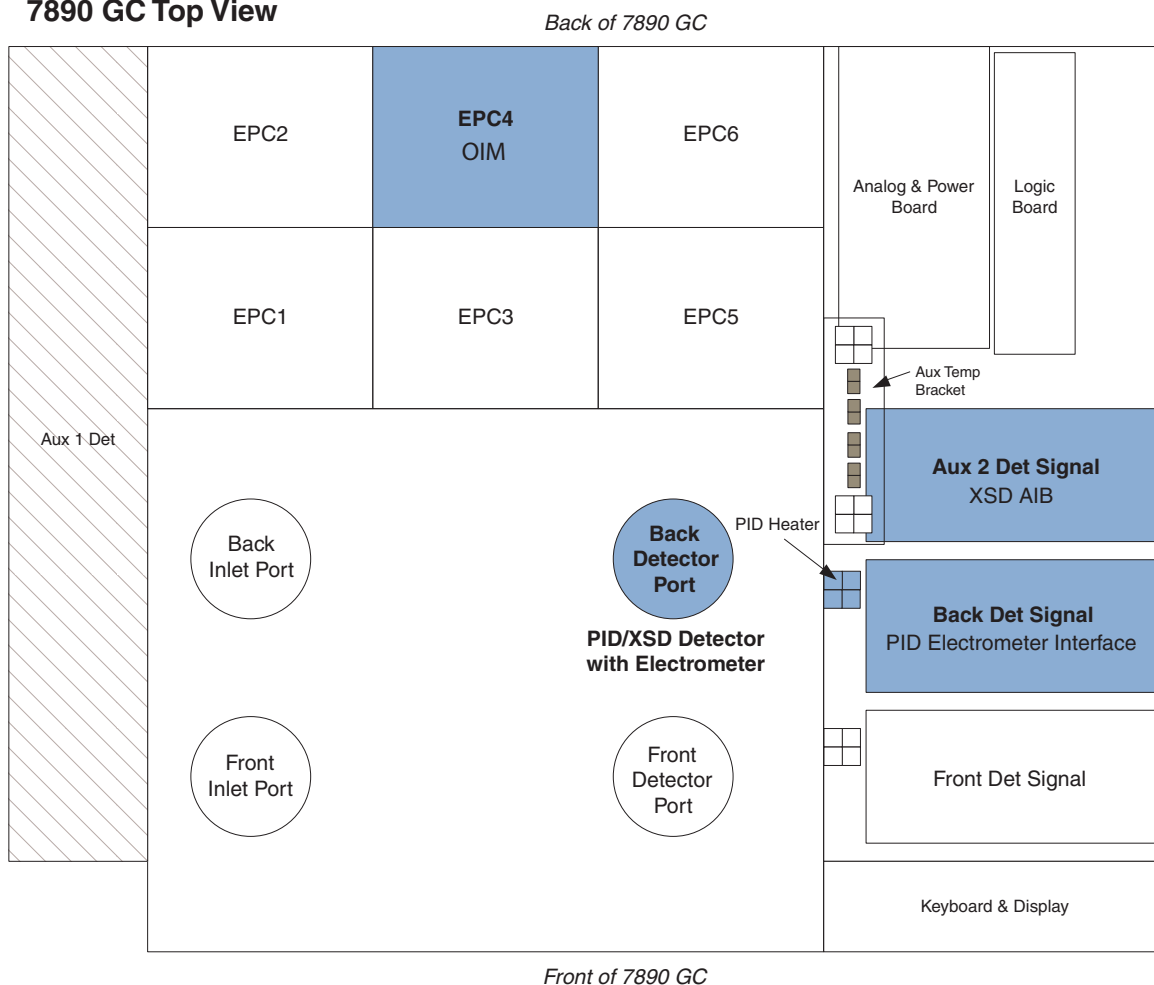 7890 GC Top View
Back of 7890 GC
EPC2
EPC4
OIM
EPC6
Analog & Power
Board
Logic
Board
EPC1
EPC3
EPC5
Aux Temp
Bracket
Aux 1 Det
Aux 2 Det Signal
XSD AIB
Back
Inlet Port
Back
Detector
Port
PID Heater
PID/XSD Detector
with Electrometer
Back Det Signal
PID Electrometer Interface
Front
Inlet Port
Front
Detector
Port
Front Det Signal
Keyboard & Display
Front of 7890 GC